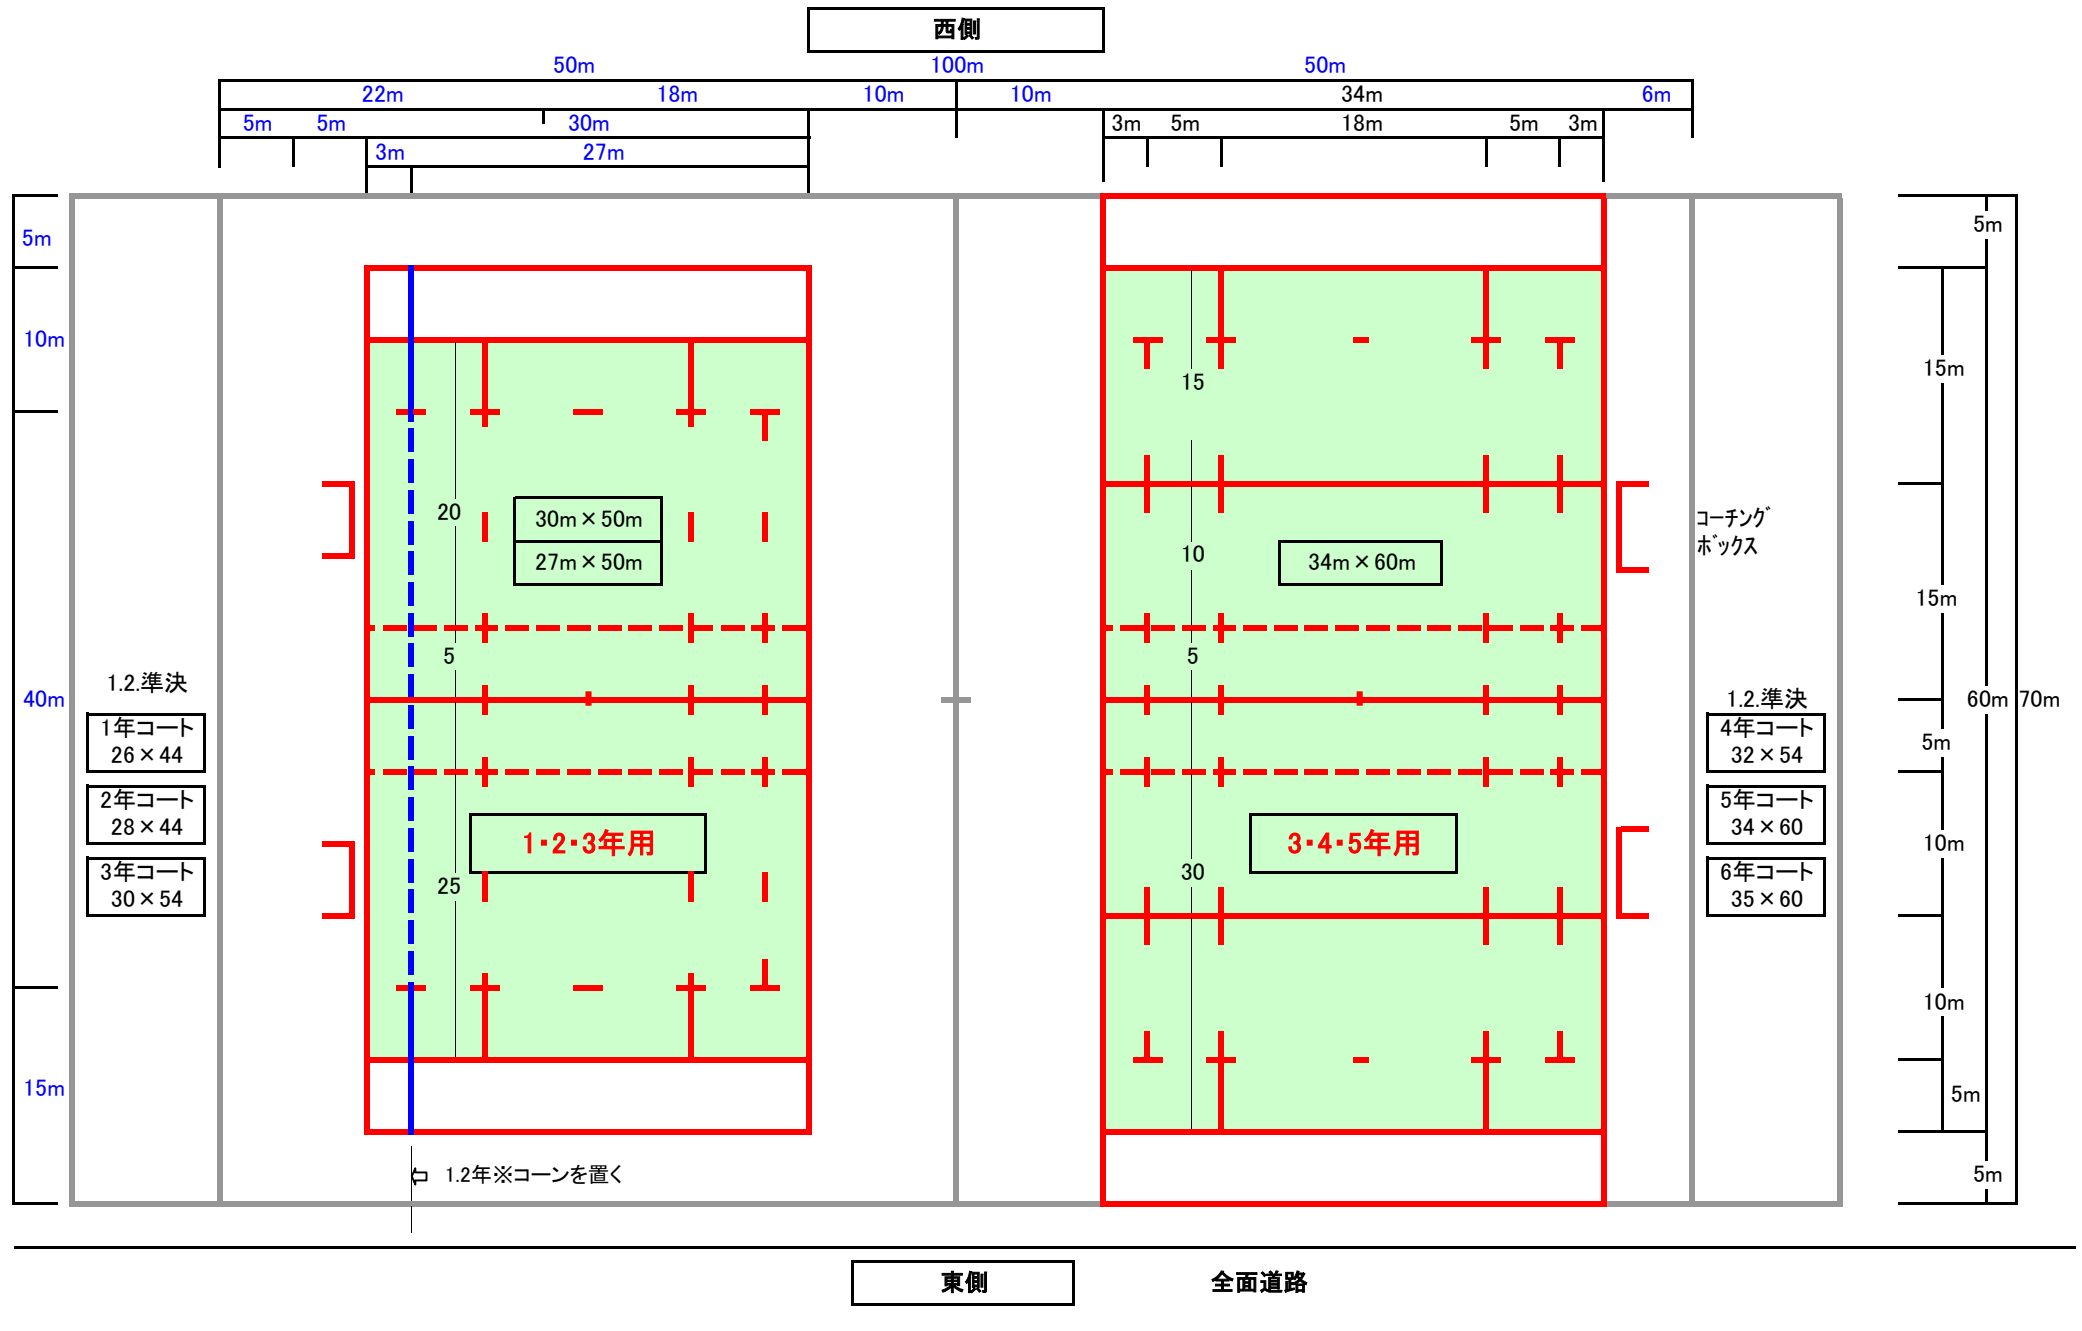 西側
50m 100m 50m
22m 18m 10m 10m 34m 6m
5m 5m 30m 3m 5m 18m 5m 3m
3m 27m
5m
5m
10m
15m
15
20
30m×50m
27m×50m
10
34m×60m
コーチングﾞ
ボックス
15m
5
5
1.2.準決
40m
1年コート
26×44
2年コート
28×44
3年コート
30×54
1.2.準決
4年コート
32×54
5年コート
34×60
6年コート
35×60
60m 70m
5m
1・2・3年用
3・4・5年用
10m
25
30
10m
15m
5m
1.2年※コーンを置く
5m
東側
全面道路